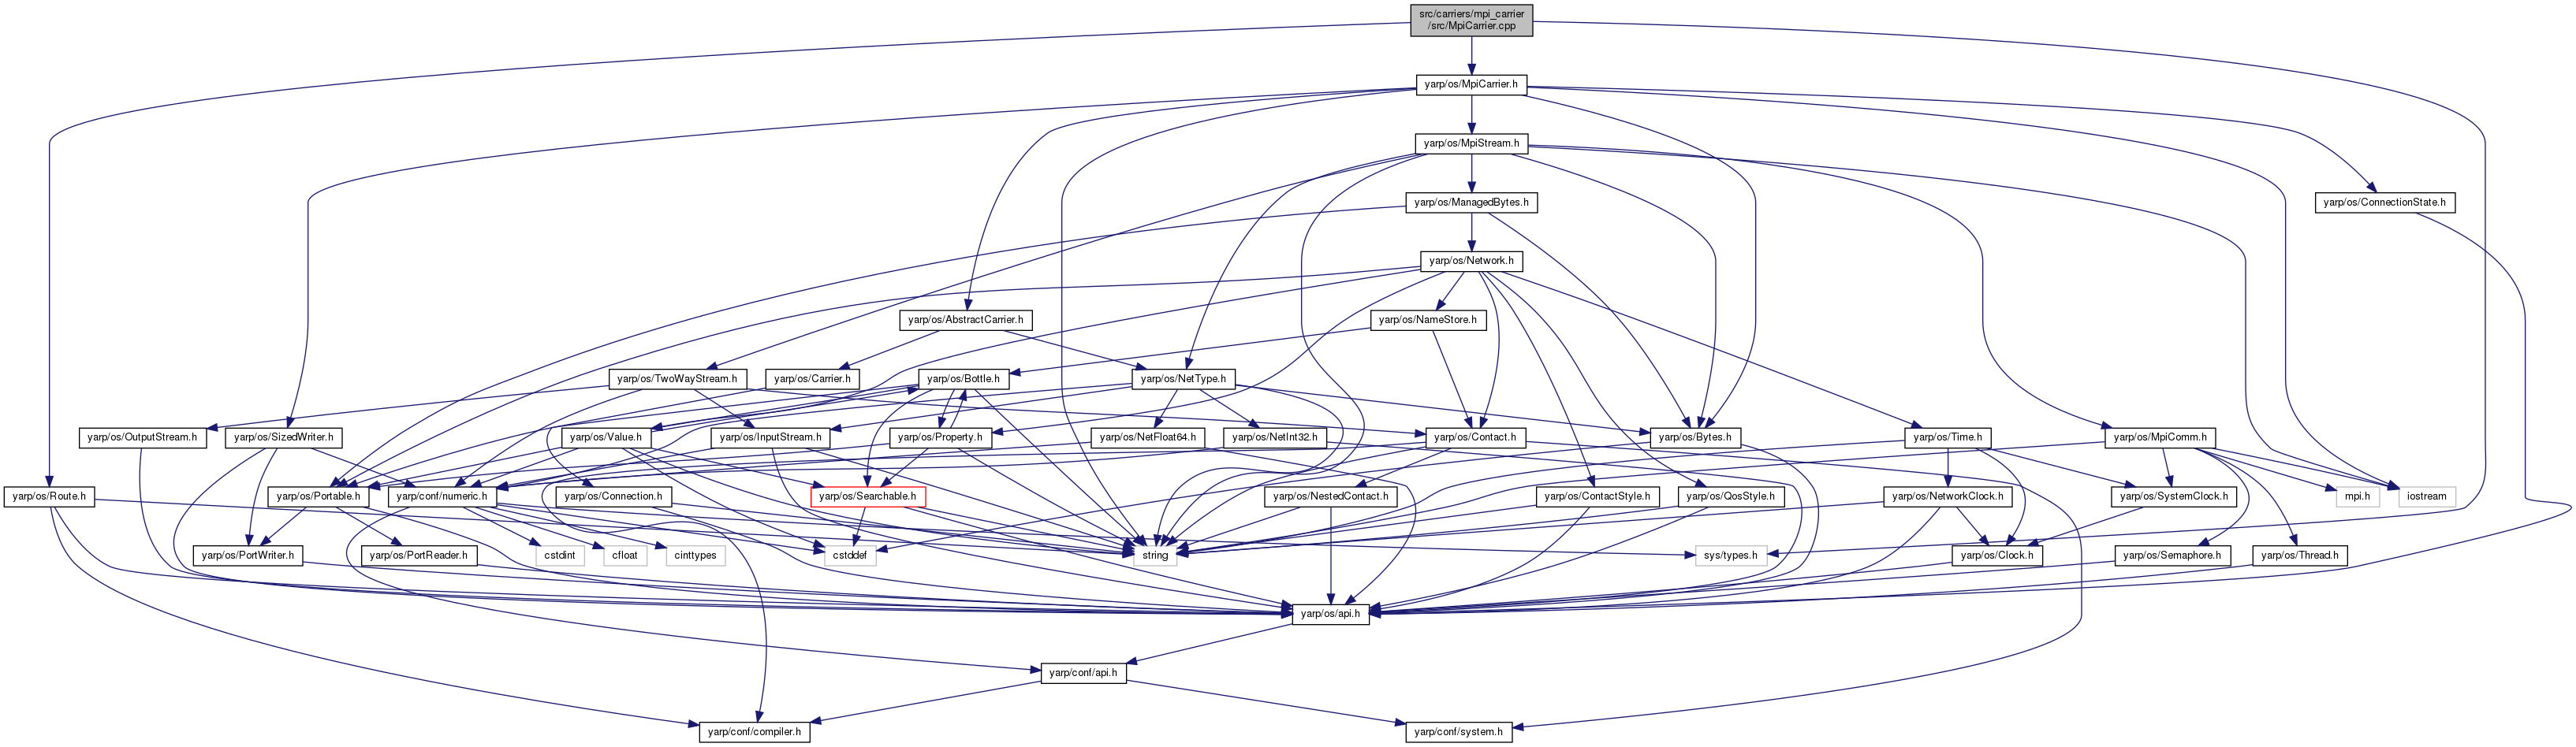 src/carriers/mpi_carrier
/src/MpiCarrier.cpp
yarp/os/MpiCarrier.h
yarp/os/MpiStream.h
yarp/os/ManagedBytes.h
yarp/os/ConnectionState.h
yarp/os/Network.h
yarp/os/AbstractCarrier.h
yarp/os/NameStore.h
yarp/os/TwoWayStream.h
yarp/os/Carrier.h
yarp/os/Bottle.h
yarp/os/NetType.h
yarp/os/OutputStream.h
yarp/os/SizedWriter.h
yarp/os/Value.h
yarp/os/InputStream.h
yarp/os/Property.h
yarp/os/NetFloat64.h
yarp/os/NetInt32.h
yarp/os/Contact.h
yarp/os/Bytes.h
yarp/os/Time.h
yarp/os/MpiComm.h
yarp/os/Route.h
yarp/os/Portable.h
yarp/conf/numeric.h
yarp/os/Connection.h
yarp/os/Searchable.h
yarp/os/NestedContact.h
yarp/os/ContactStyle.h
yarp/os/QosStyle.h
yarp/os/NetworkClock.h
yarp/os/SystemClock.h
mpi.h
iostream
yarp/os/PortWriter.h
yarp/os/PortReader.h
cstdint
cfloat
cinttypes
cstddef
string
sys/types.h
yarp/os/Clock.h
yarp/os/Semaphore.h
yarp/os/Thread.h
yarp/os/api.h
yarp/conf/api.h
yarp/conf/compiler.h
yarp/conf/system.h